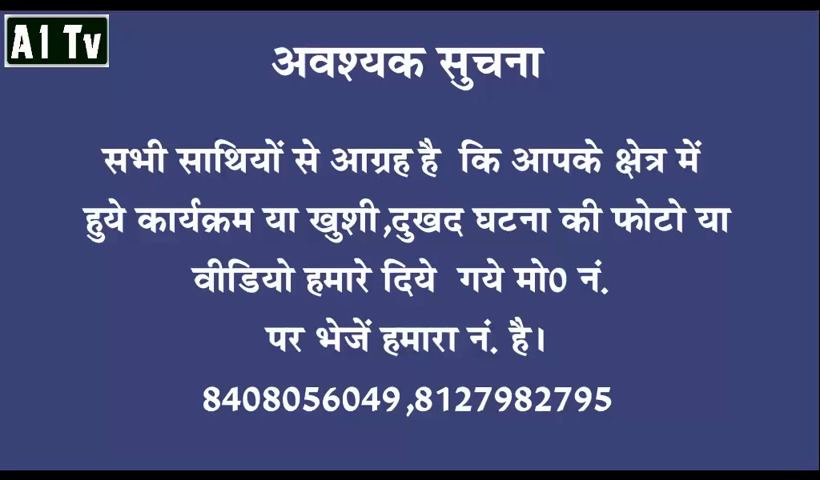 A1 Tv
अवश्यक सुचना
सभी साथियों से आग्रह है कि आपके क्षेत्र में
हुये कार्यक्रम या खुशी,दुखद घटना की फोटो या
वीडियो हमारे दिये गये मो0 नं.
पर भेजें हमारा नं. है।
8408056049,8127982795